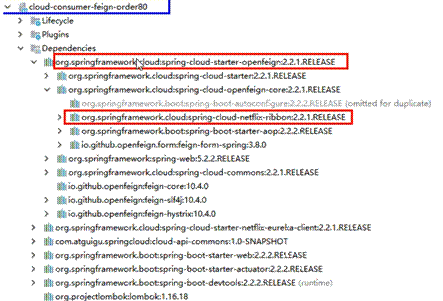 cloud-consumer-feign-order80
Lifecycle
Plugins
Dependencies
org.springframework.cloud:spring-cloud-starter-openfeign:2.2.1.RELEASE
org.springframework.cloud:spring-cloud-starter:2.2.1.RELEASE
org.springframework.cloud:spring-cloud-openfeign-core:2.2.1.RELEASE
org.springframework.boot:spring-boot-autoconfigure:2.2.2.RELEASE (omitted for duplicate)
org.springframework.cloud:spring-cloud-netflix-ribbon:2.2.1.RELEASE
org.springframework.boot:spring-boot-starter-aop:2.2.2.RELEASE
io.github.openfeign.form:feign-form-spring:3.8.0
org.springframework:spring-web:5.2.2.RELEASE
org.springframework.cloud:spring-cloud-commons:2.2.1.RELEASE
io.github.openfeign:feign-core:10.4.0
io.github.openfeign:feign-slf4j:10.4.0
io.github.openfeign:feign-hystrix:10.4.0
org.springframework.cloud:spring-cloud-starter-netflix-eureka-client:2.2.1.RELEASE
com.atguigu.springcloud:cloud-api-commons:1.0-SNAPSHOT
org.springframework.boot:spring-boot-starter-web:2.2.2.RELEASE
org.springframework.boot:spring-boot-starter-actuator:2.2.2.RELEASE
org.springframework.boot:spring-boot-devtools:2.2.2.RELEASE (runtime)
org.projectlombok:lombok:1.16.18